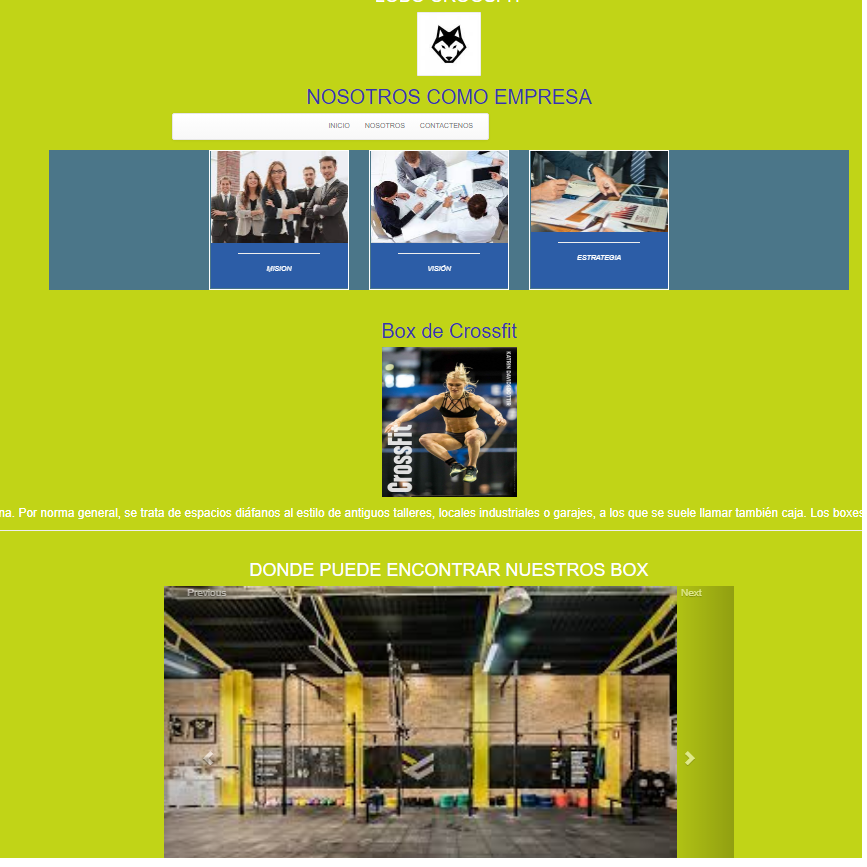 LOBO CROSSFIT
NOSOTROS COMO EMPRESA
INICIO NOSOTROS CONTACTENOS
MISION
VISIÓN
ESTRATEGIA
Box de Crossfit
KATRIN DAVIDSDOTTIR
CrossFit
na. Por norma general, se trata de espacios diáfanos al estilo de antiguos talleres, locales industriales o garajes, a los que se suele llamar también caja. Los boxes
DONDE PUEDE ENCONTRAR NUESTROS BOX
Previous
Next